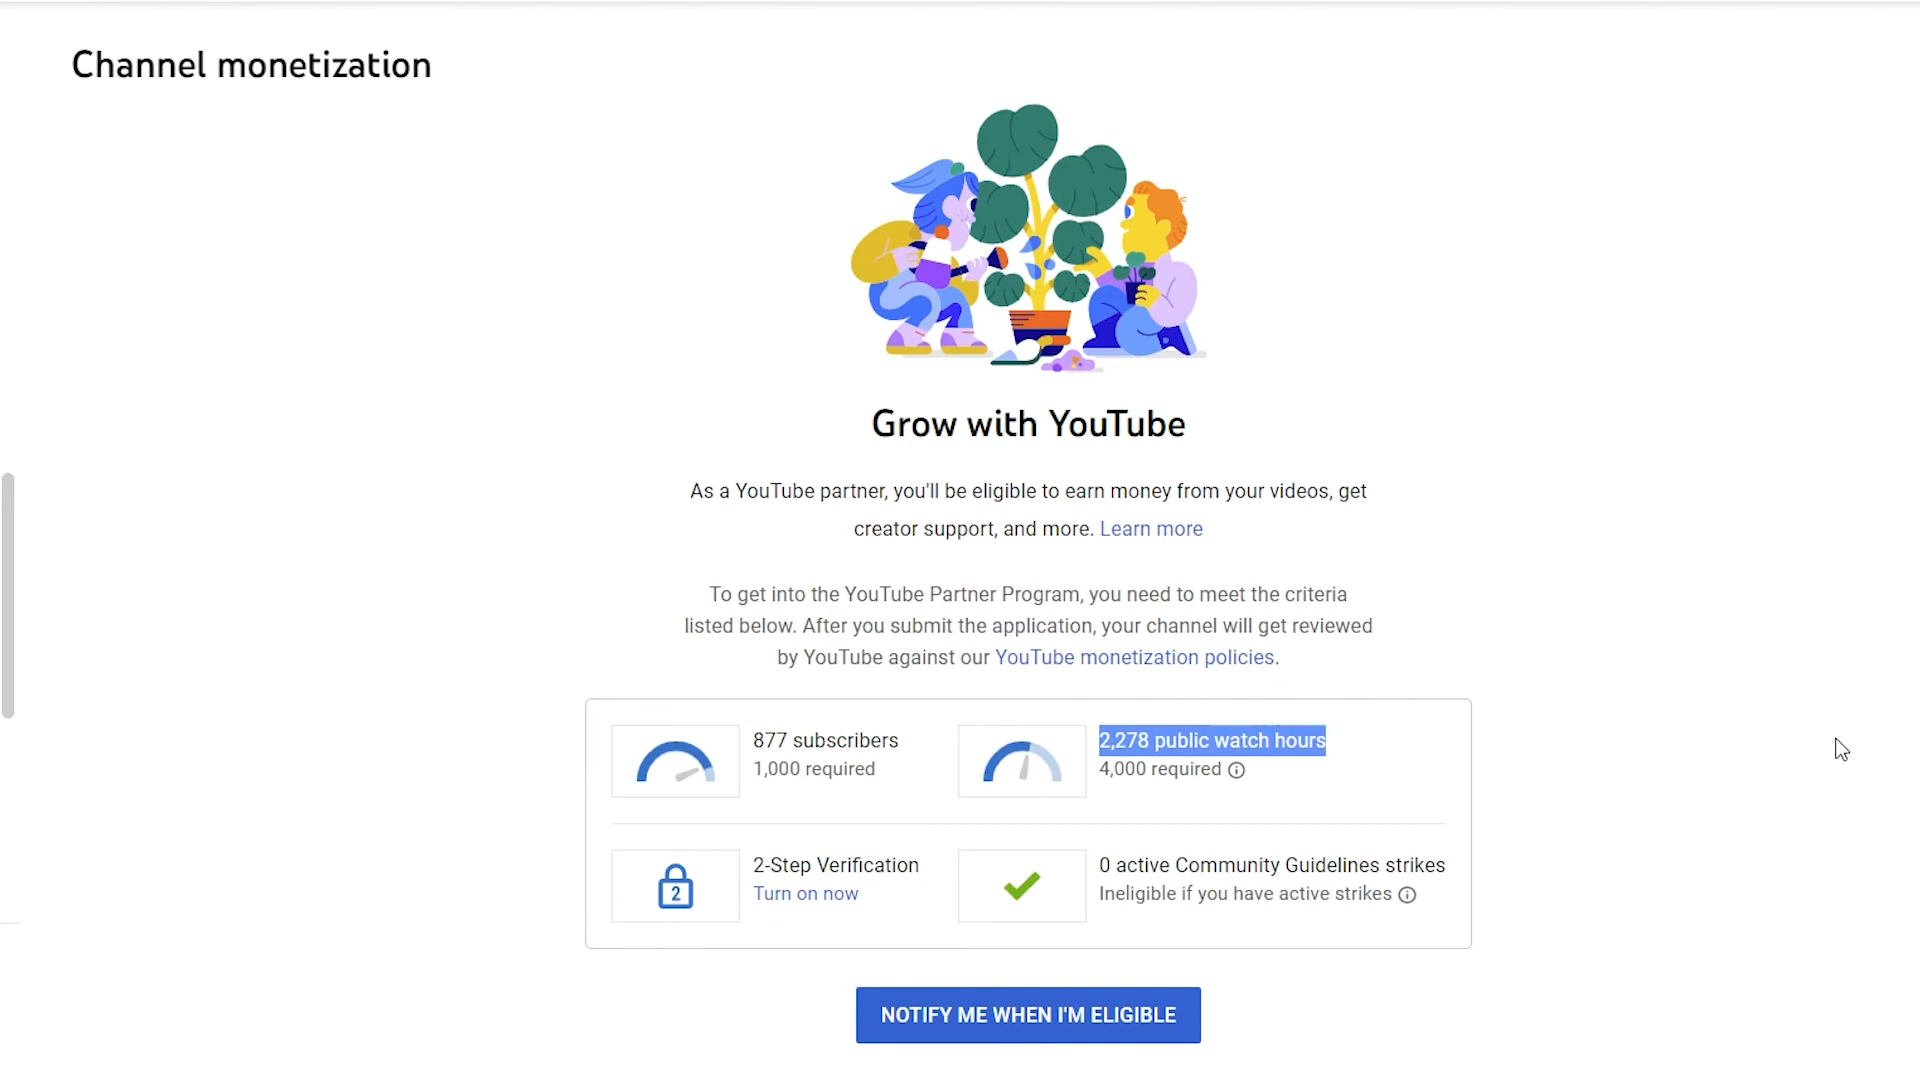 Channel monetization
Grow with YouTube
As a YouTube partner, you'll be eligible to earn money from your videos, get
creator support, and more. Learn more
To get into the YouTube Partner Program, you need to meet the criteria
listed below. After you submit the application, your channel will get reviewed
by YouTube against our YouTube monetization policies.
877 subscribers
1,000 required
2,278 public watch hours
4,000 required
2
2-Step Verification
Turn on now
0 active Community Guidelines strikes
Ineligible if you have active strikes
NOTIFY ME WHEN I'M ELIGIBLE